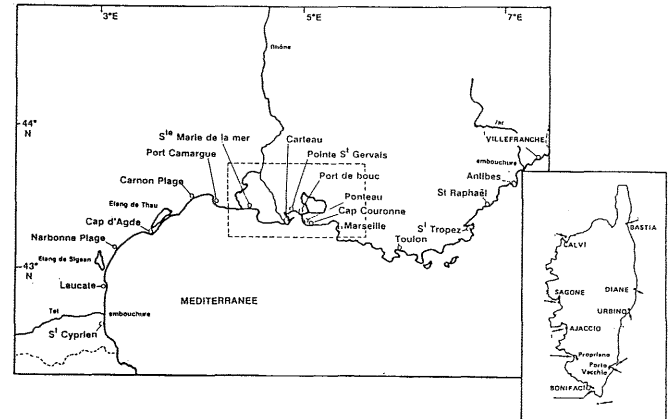 3°E
5°E
7°E
Rhône
44°
N
Ste Marie de la mer
Carteau
Port Camargue
Pointe St Gervais
Carnon Plage
Port de bouc
Etang de Thau
Ponteau
Cap d'Agde
Cap Couronne
Marseille
Narbonne Plage
Etang de Sigean
43°
N
Leucate
Tet
embouchure
St Cyprien
MEDITERRANEE
Toulon
St Tropez
St Raphaël
Antibes
embouchure
VILLEFRANCHE
Var
CALVI
BASTIA
SAGONE
DIANE
URBINO
AJACCIO
Propriano
Porto
Vecchio
BONIFACIO